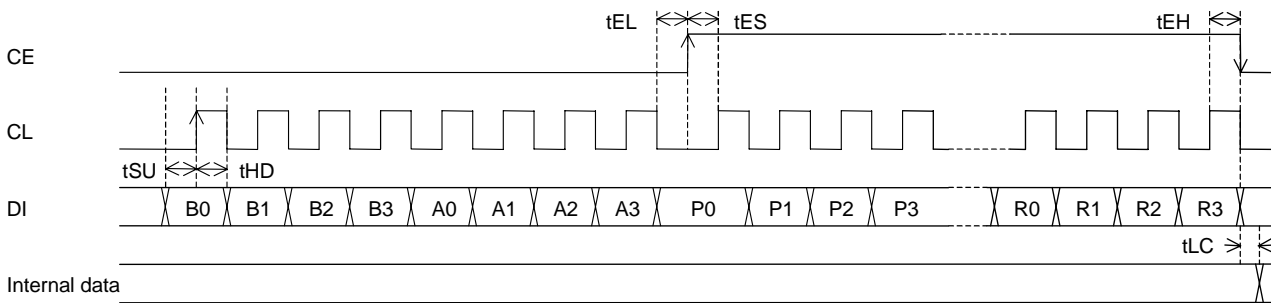 tEL tES tEH
CE
CL
tSU tHD
DI B0 B1 B2 B3 A0 A1 A2 A3 P0 P1 P2 P3 R0 R1 R2 R3
tLC
Internal data